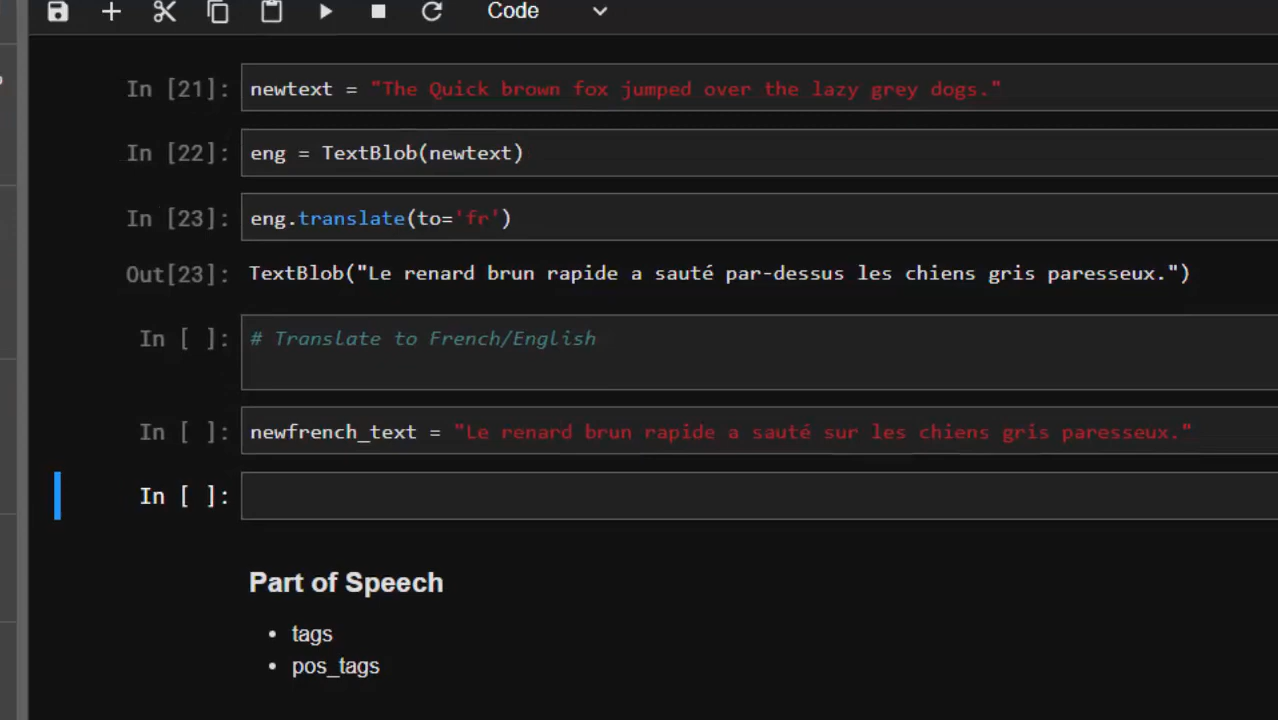 Code
In [21]: newtext = "The Quick brown fox jumped over the lazy grey dogs."
In [22]: eng = TextBlob(newtext)
In [23]: eng.translate(to='fr')
Out[23]: TextBlob("Le renard brun rapide a sauté par-dessus les chiens gris paresseux.")
In [ ]: # Translate to French/English
In [ ]: newfrench_text = "Le renard brun rapide a sauté sur les chiens gris paresseux."
In [ ]:
Part of Speech
• tags
• pos_tags